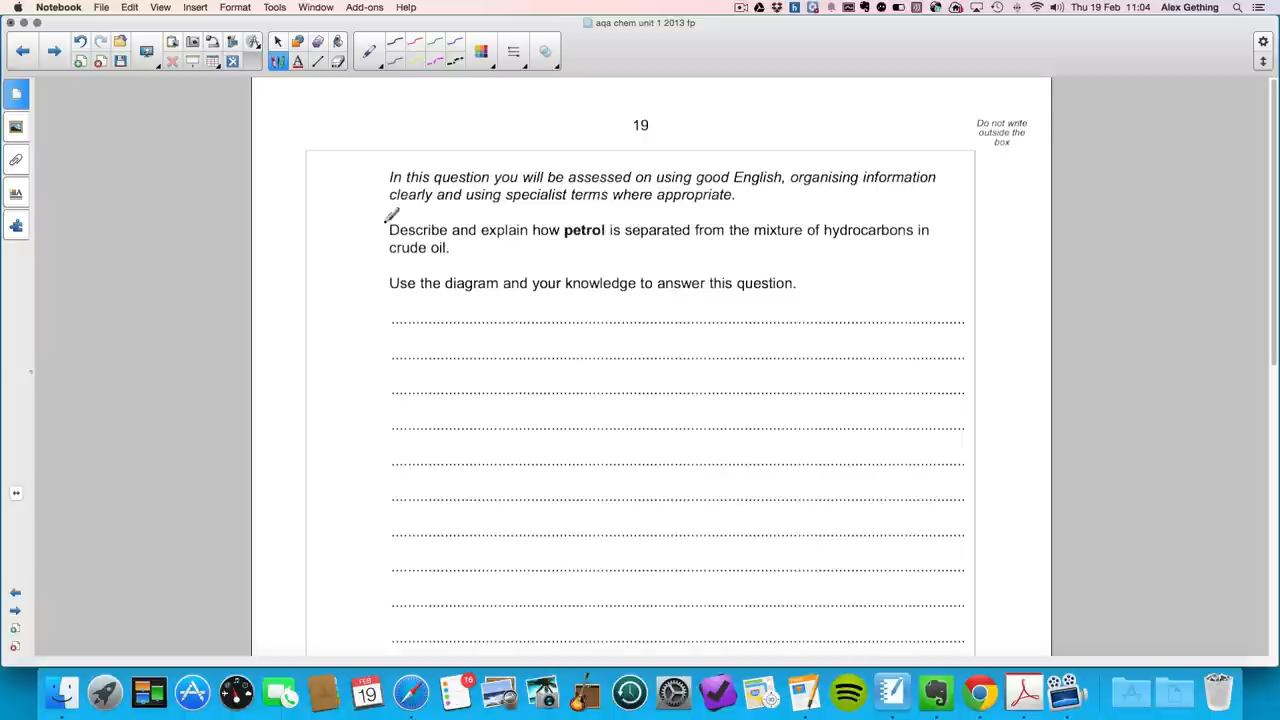 Notebook File Edit View Insert Format Tools Window Add-ons Help Thu 19 Feb 11:04 Alex Gething
aqa chem unit 1 2013 fp
19
Do not write
outside the
box
In this question you will be assessed on using good English, organising information
clearly and using specialist terms where appropriate.
Describe and explain how petrol is separated from the mixture of hydrocarbons in
crude oil.
Use the diagram and your knowledge to answer this question.
FEB
19
16